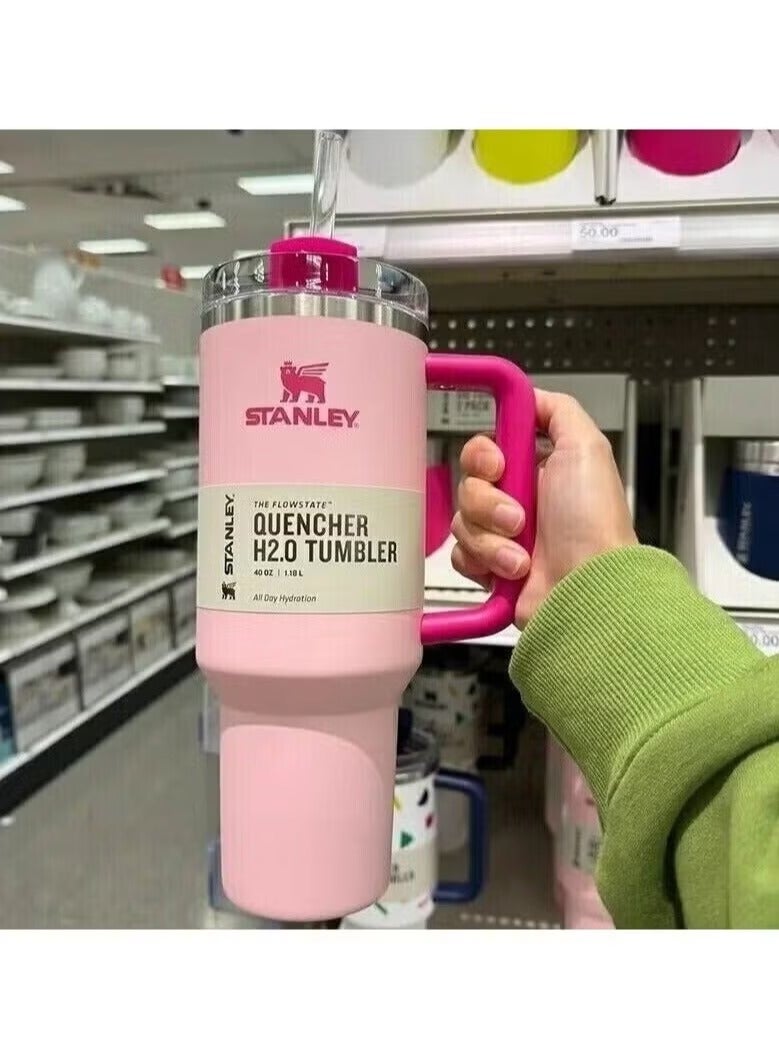 50.00
STANLEY®
STANLEY.
THE FLOWSTATE™
QUENCHER
H2.0 TUMBLER
40 OZ | 1.18 L
All Day Hydration